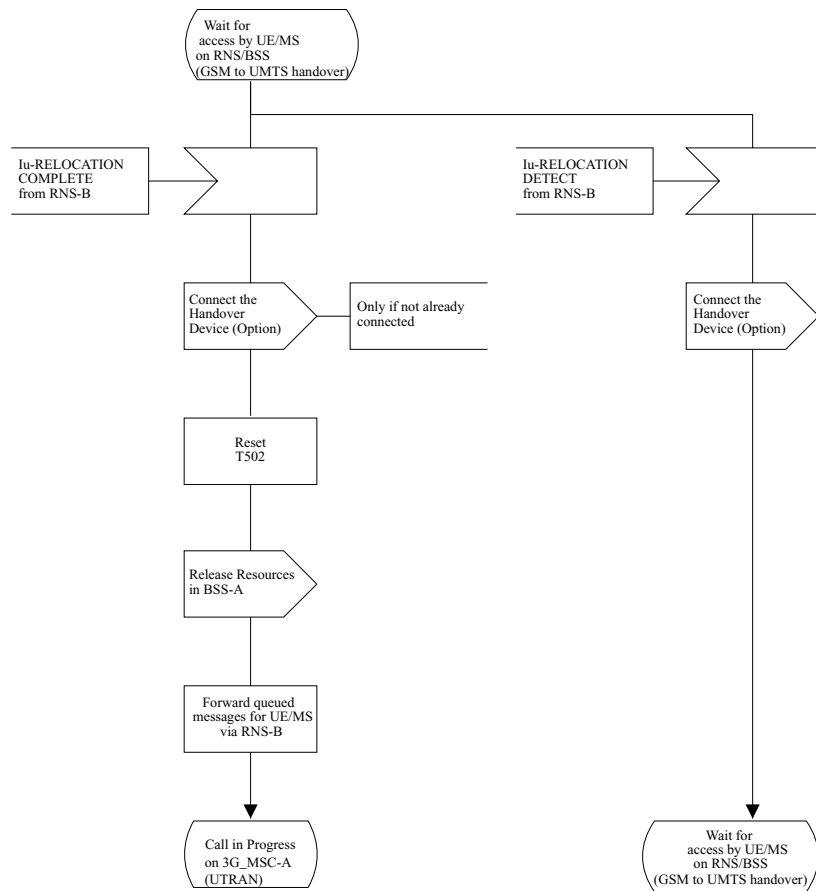 Wait for
access by UE/MS
on RNS/BSS
(GSM to UMTS handover)
Iu-RELOCATION
COMPLETE
from RNS-B
Iu-RELOCATION
DETECT
from RNS-B
Connect the
Handover
Device (Option)
Only if not already
connected
Connect the
Handover
Device (Option)
Reset
T502
Release Resources
in BSS-A
Forward queued
messages for UE/MS
via RNS-B
Call in Progress
on 3G_MSC-A
(UTRAN)
Wait for
access by UE/MS
on RNS/BSS
(GSM to UMTS handover)